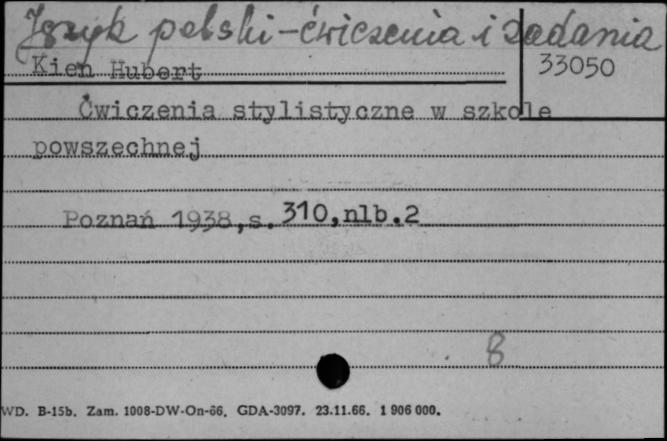 Język polski-ćwiczenia i zadania
Kien Hubert
33050
Ćwiczenia stylistyczne w szkole
powszechnej
Poznań 1938,s. 310,nlb.2
8
WD. B-15b. Zam. 1008-DW-On-66. GDA-3097. 23.11.66. 1 906 000.